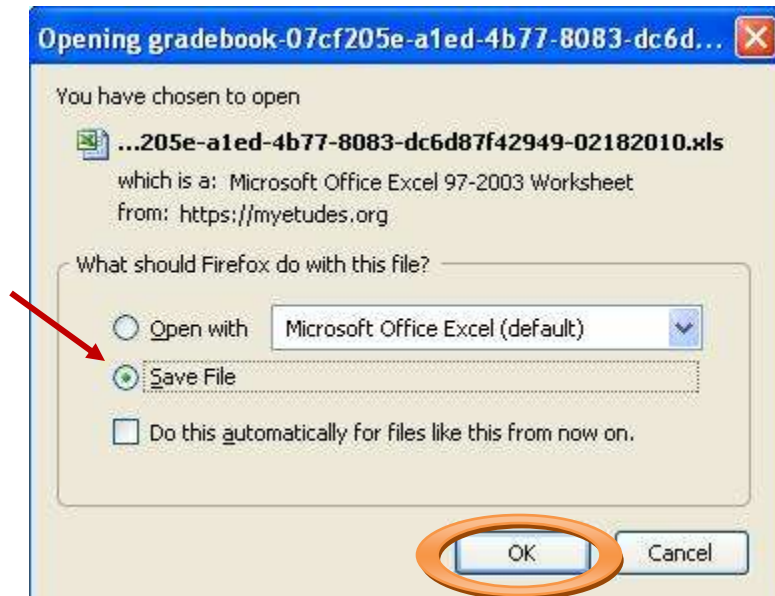 Opening gradebook-07cf205e-a1ed-4b77-8083-dc6d...
You have chosen to open
...205e-a1ed-4b77-8083-dc6d87f42949-02182010.xls
which is a: Microsoft Office Excel 97-2003 Worksheet
from: https://myetudes.org
What should Firefox do with this file?
Open with Microsoft Office Excel (default)
Save File
Do this automatically for files like this from now on.
OK Cancel